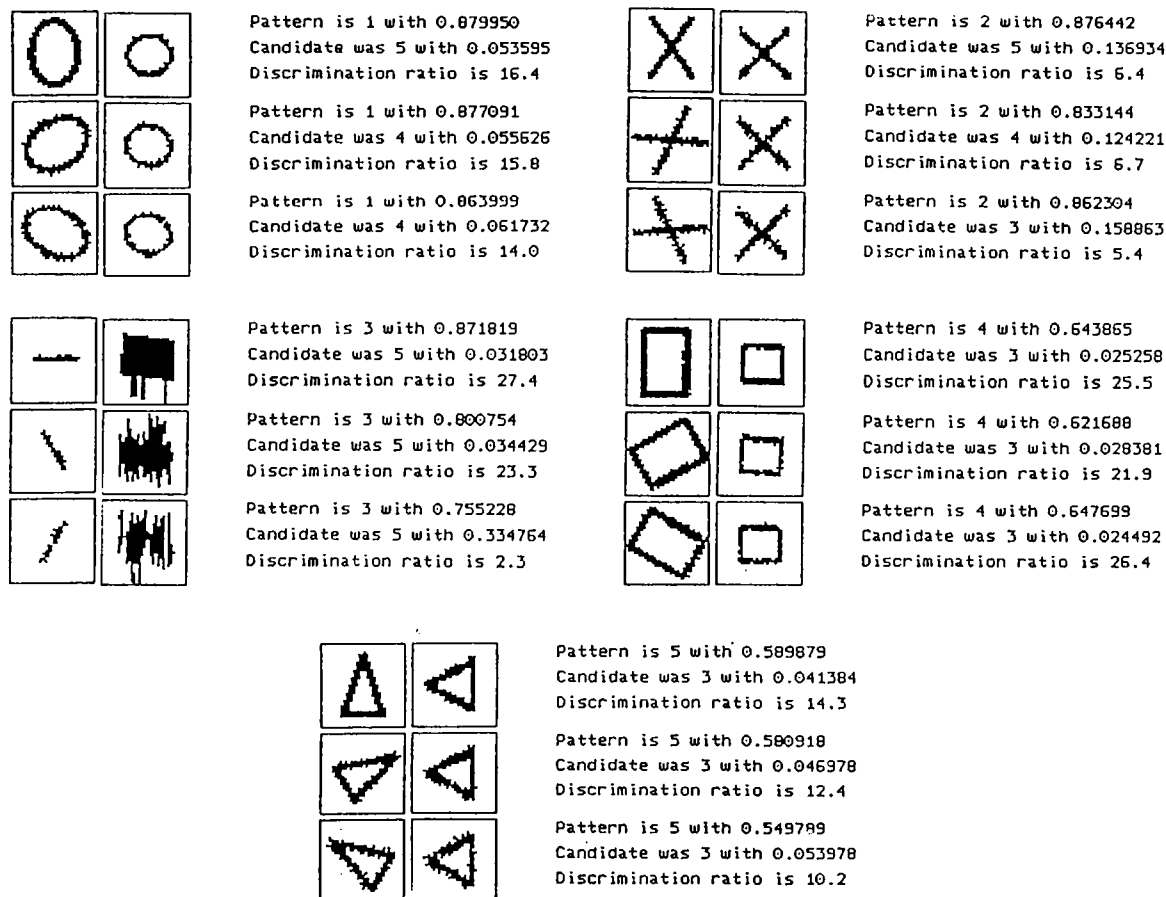 Pattern is 1 with 0.879950
Candidate was 5 with 0.053595
Discrimination ratio is 16.4
Pattern is 1 with 0.877091
Candidate was 4 with 0.055626
Discrimination ratio is 15.8
Pattern is 1 with 0.863999
Candidate was 4 with 0.061732
Discrimination ratio is 14.0
Pattern is 2 with 0.876442
Candidate was 5 with 0.136934
Discrimination ratio is 6.4
Pattern is 2 with 0.833144
Candidate was 4 with 0.124221
Discrimination ratio is 6.7
Pattern is 2 with 0.862304
Candidate was 3 with 0.158863
Discrimination ratio is 5.4
Pattern is 3 with 0.871819
Candidate was 5 with 0.031803
Discrimination ratio is 27.4
Pattern is 3 with 0.800754
Candidate was 5 with 0.034429
Discrimination ratio is 23.3
Pattern is 3 with 0.755228
Candidate was 5 with 0.334764
Discrimination ratio is 2.3
Pattern is 4 with 0.643865
Candidate was 3 with 0.025258
Discrimination ratio is 25.5
Pattern is 4 with 0.621688
Candidate was 3 with 0.028381
Discrimination ratio is 21.9
Pattern is 4 with 0.647699
Candidate was 3 with 0.024492
Discrimination ratio is 26.4
Pattern is 5 with 0.589879
Candidate was 3 with 0.041384
Discrimination ratio is 14.3
Pattern is 5 with 0.580918
Candidate was 3 with 0.046978
Discrimination ratio is 12.4
Pattern is 5 with 0.549789
Candidate was 3 with 0.053978
Discrimination ratio is 10.2